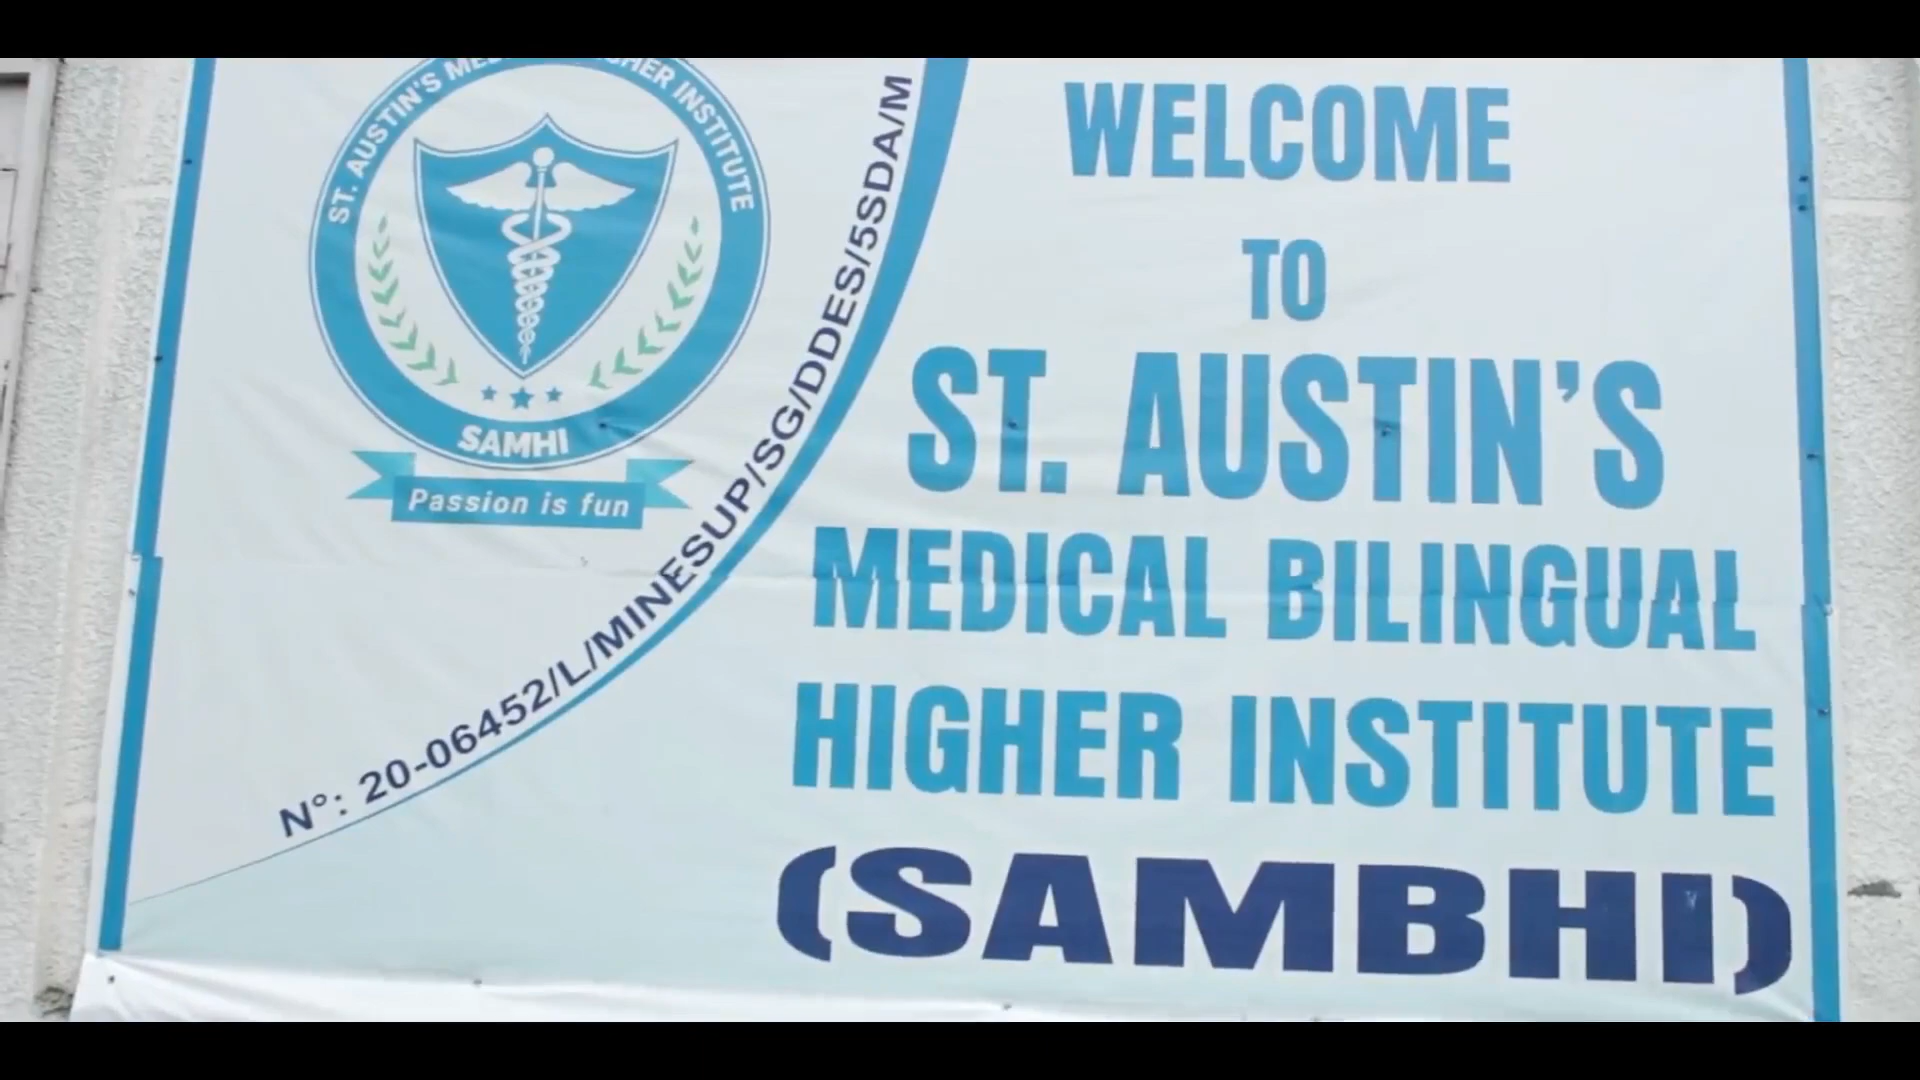 ST. AUSTIN'S HIGHER INSTITUTE
SAMHI
Passion is fun
N°: 20-06452/L/MINESUP/SG/DDES/5SDA/M
WELCOME
TO
ST. AUSTIN'S
MEDICAL BILINGUAL
HIGHER INSTITUTE
(SAMBHI)